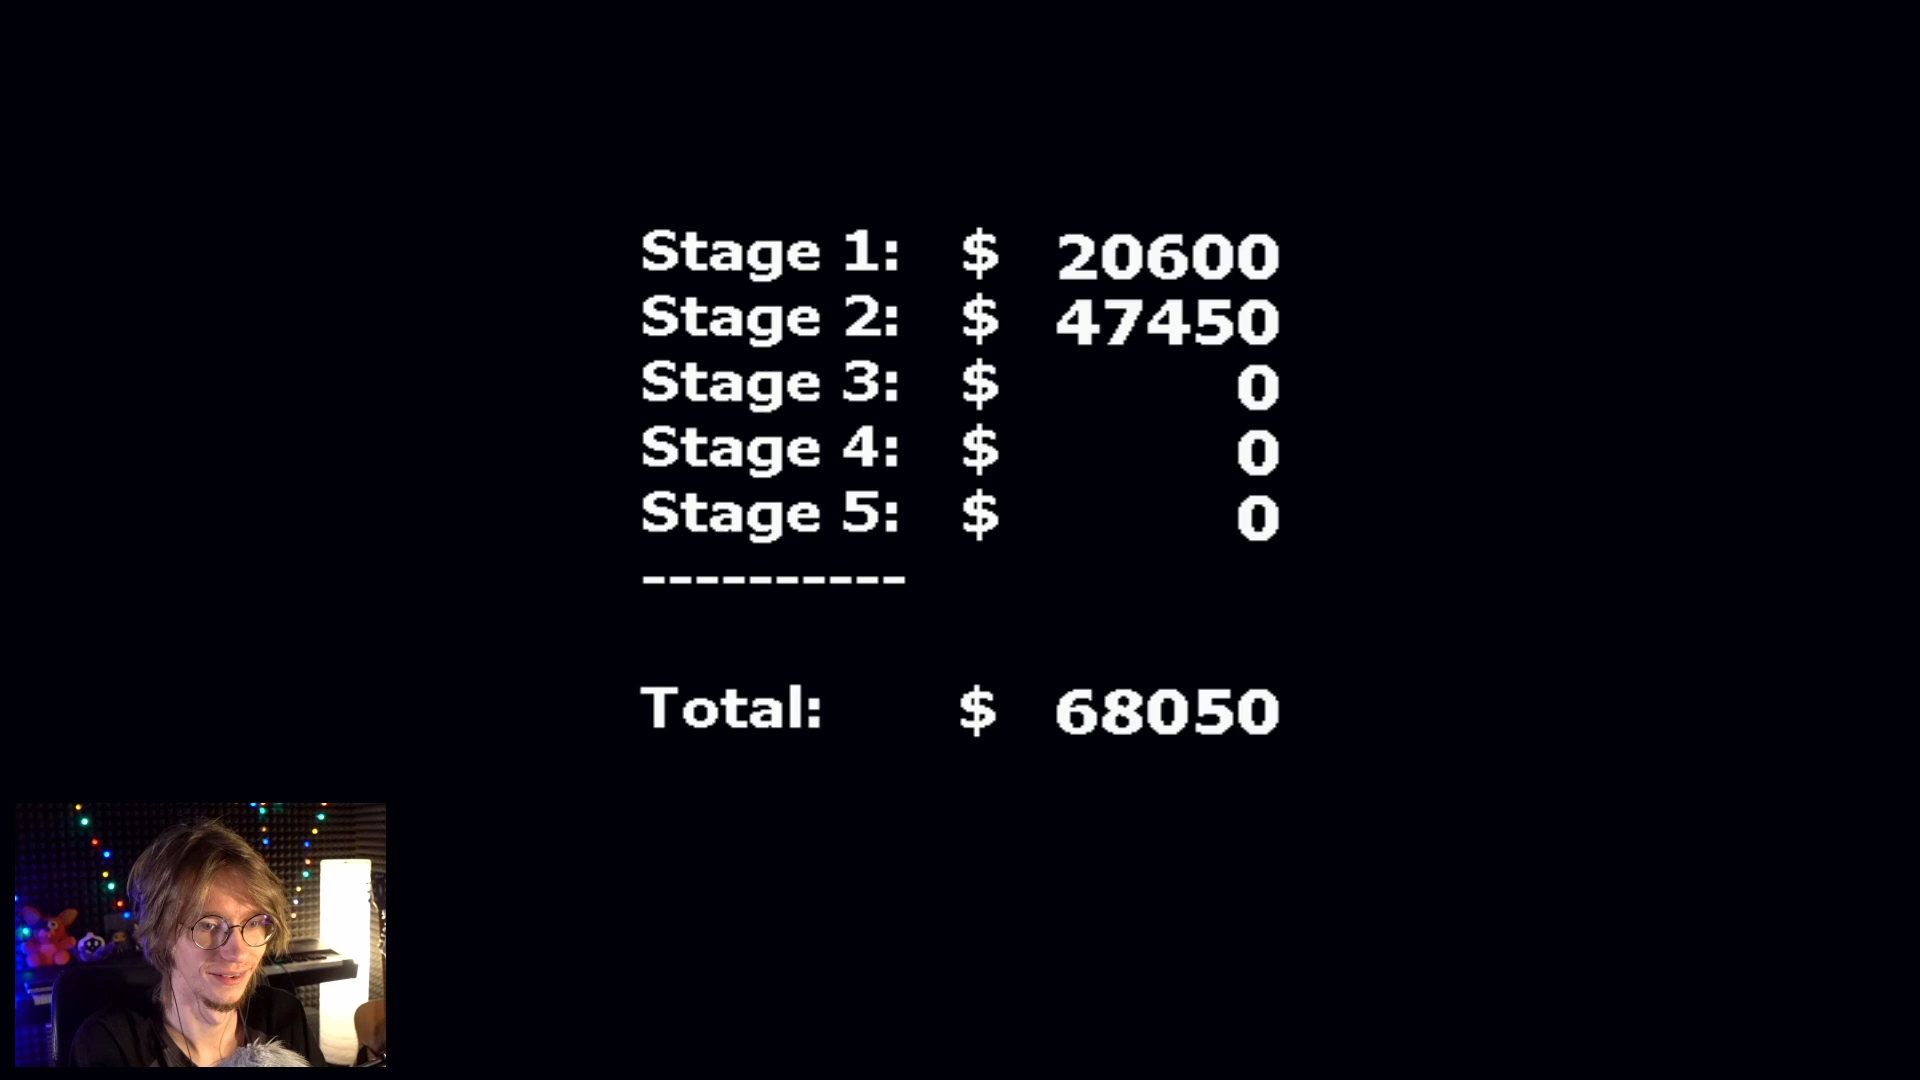 Stage 1: $ 20600
Stage 2: $ 47450
Stage 3: $ 0
Stage 4: $ 0
Stage 5: $ 0
----------
Total: $ 68050